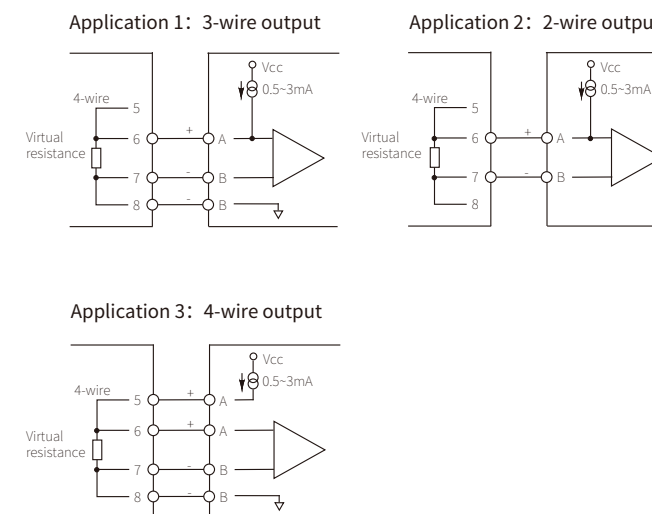 Application 1：3-wire output
Vcc
0.5~3mA
4-wire
5
Virtual
resistance
6
+
A
7
-
B
8
-
B
Application 2：2-wire outpu
Vcc
0.5~3mA
4-wire
5
Virtual
resistance
6
+
A
7
-
B
8
Application 3：4-wire output
Vcc
0.5~3mA
4-wire
5
+
A
Virtual
resistance
6
+
A
7
-
B
8
-
B